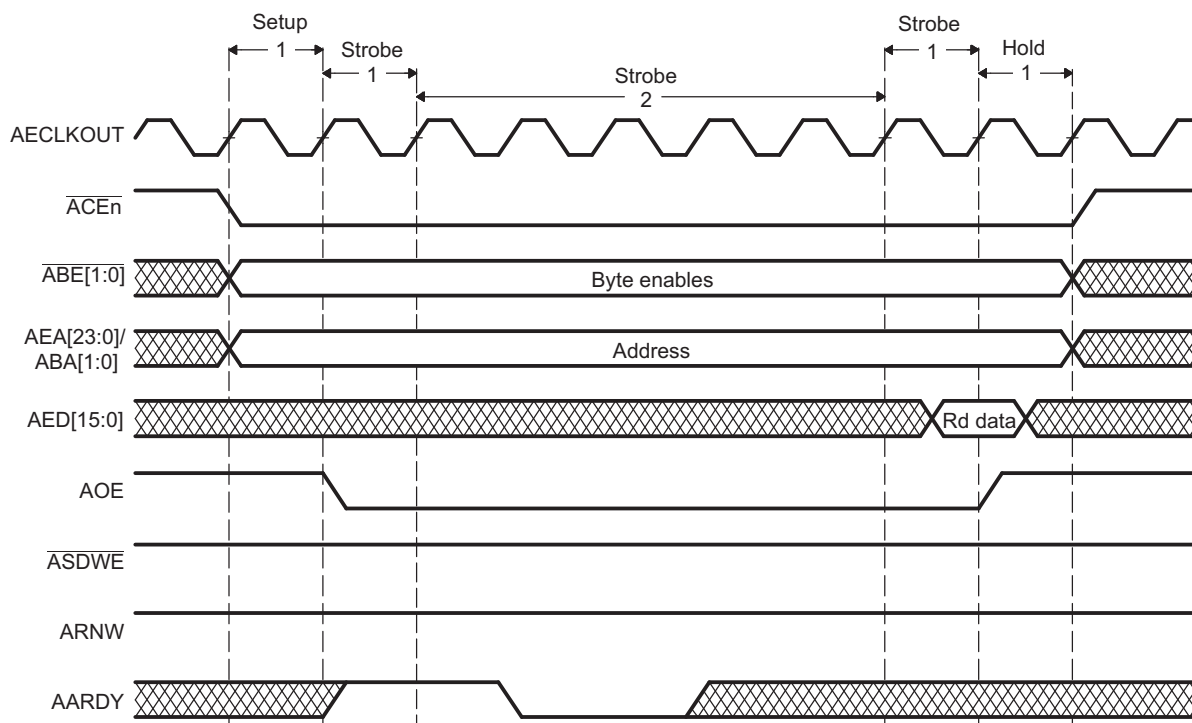 Setup
1
Strobe
1
Strobe
2
Strobe
1
Hold
1
AECLKOUT
ACEn
ABE[1:0]
Byte enables
AEA[23:0]/
ABA[1:0]
Address
AED[15:0]
Rd data
AOE
ASDWE
ARNW
AARDY